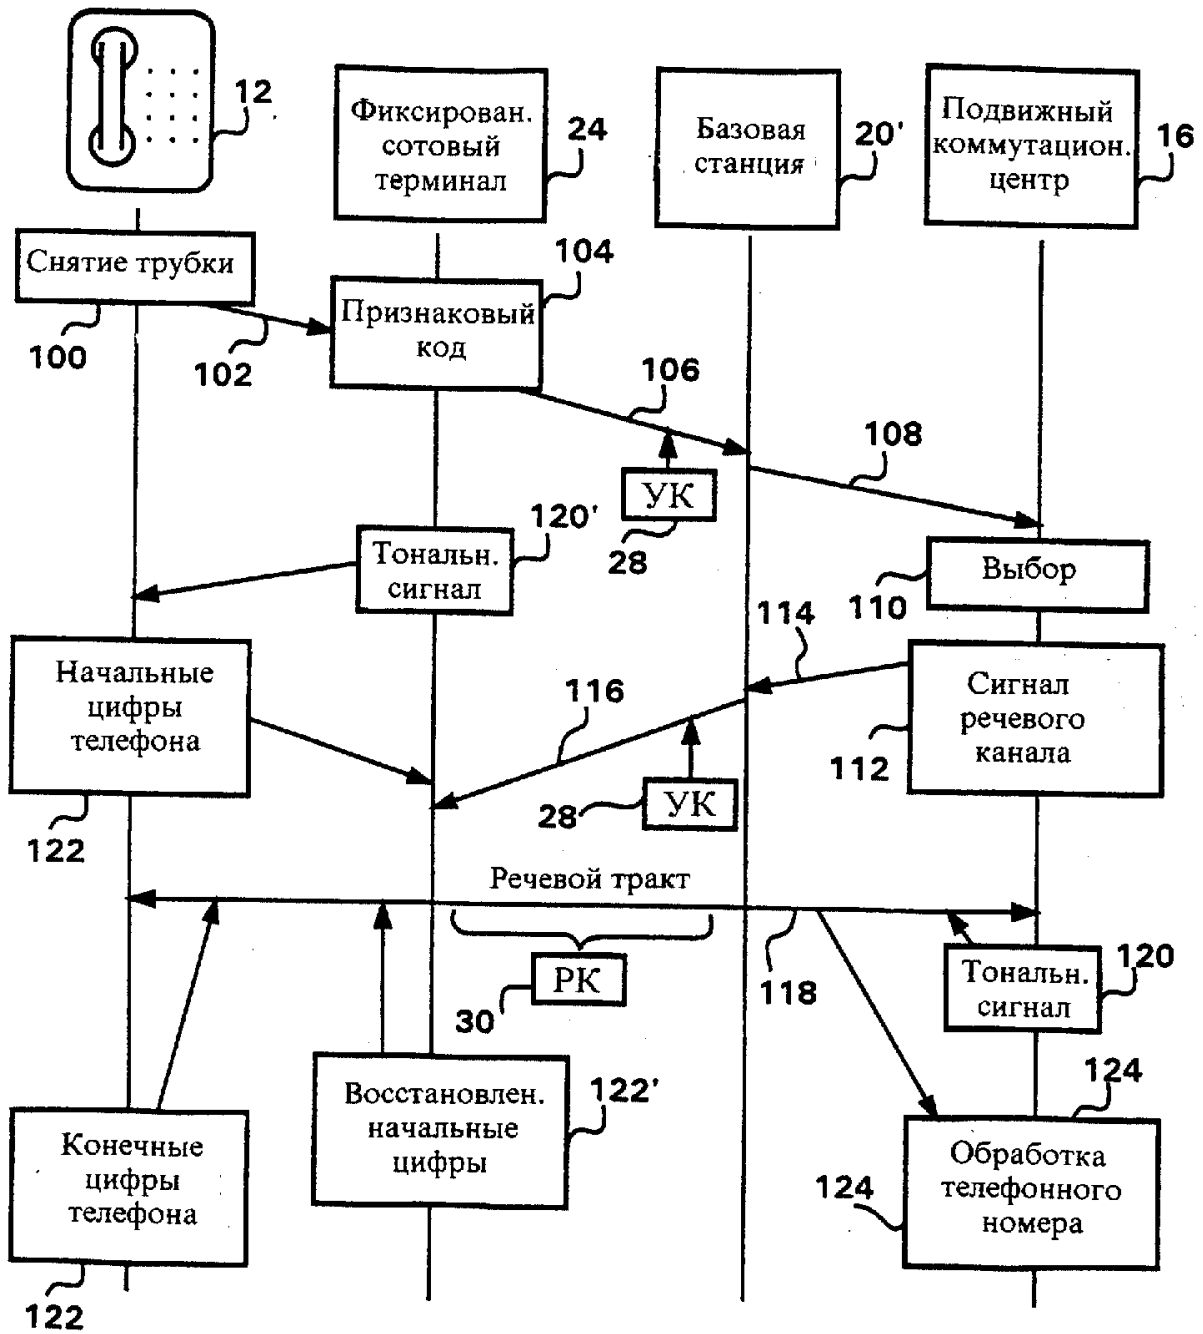 12
Фиксирован.
сотовый
терминал
24
Базовая
станция
20'
Подвижный
коммутацион.
центр
16
Снятие трубки
100
102
104
Признаковый
код
106
УК
28
108
120'
Тональн.
сигнал
Выбор
110
Начальные
цифры
телефона
122
114
116
УК
28
Сигнал
речевого
канала
112
Речевой тракт
РК
30
118
Тональн.
сигнал
120
Восстановлен.
начальные
цифры
122'
Конечные
цифры
телефона
122
124
Обработка
телефонного
номера
124